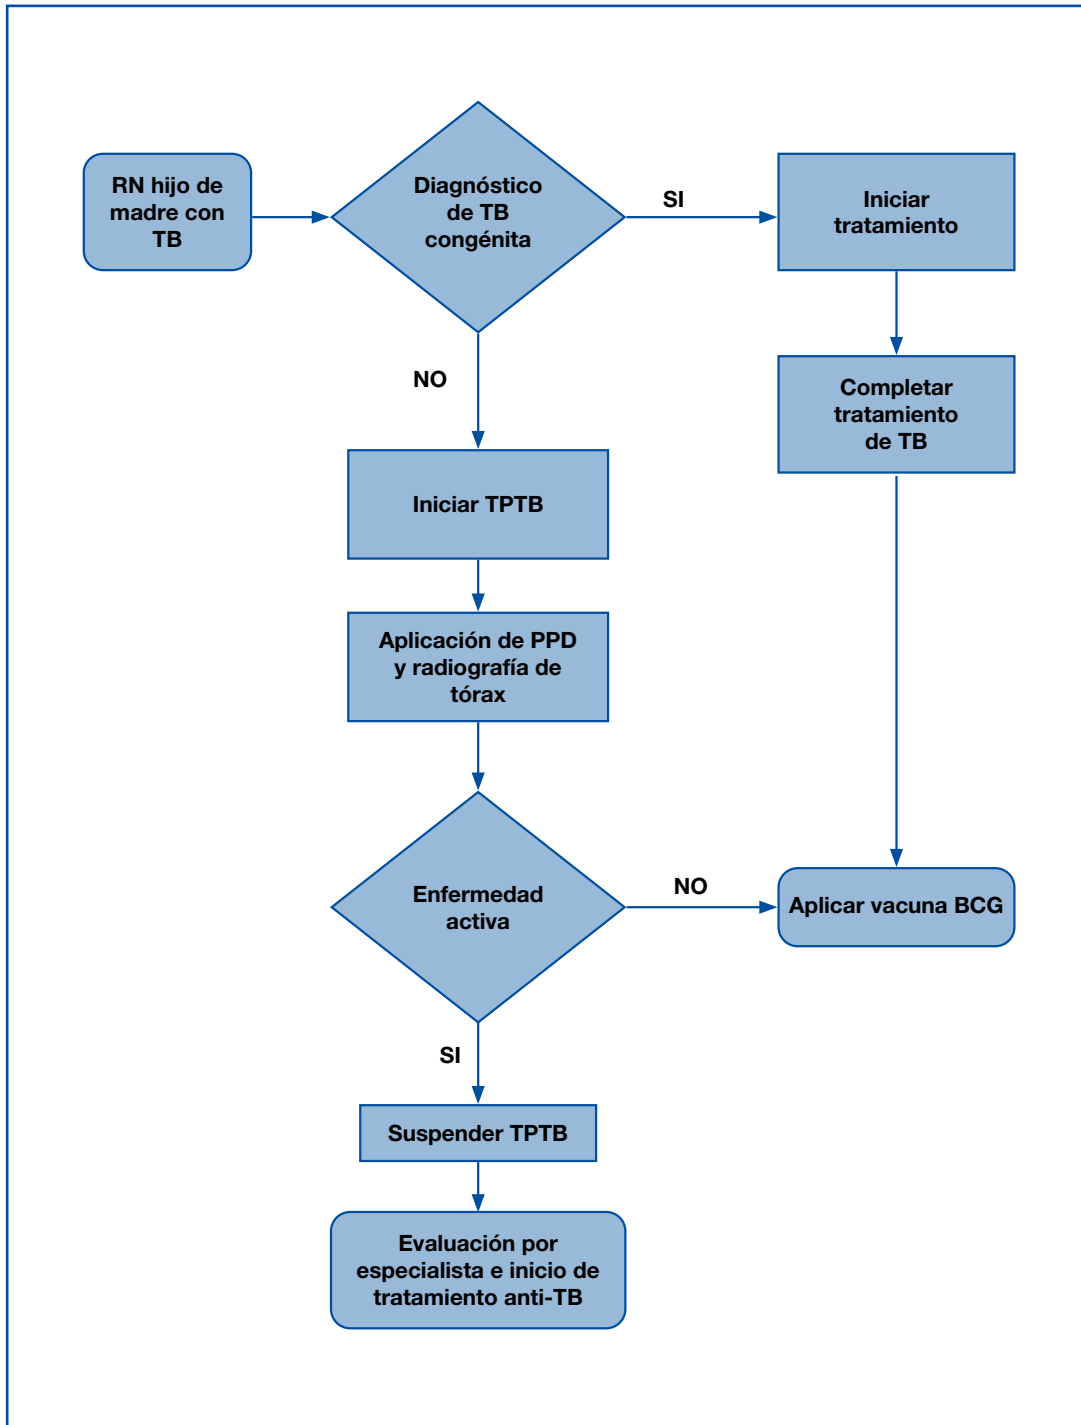 RN hijo de
madre con
TB
Diagnóstico
de TB
congénita
SI
Iniciar
tratamiento
NO
Completar
tratamiento
de TB
Iniciar TPTB
Aplicación de PPD
y radiografía de
tórax
Enfermedad
activa
NO
Aplicar vacuna BCG
SI
Suspender TPTB
Evaluación por
especialista e inicio de
tratamiento anti-TB